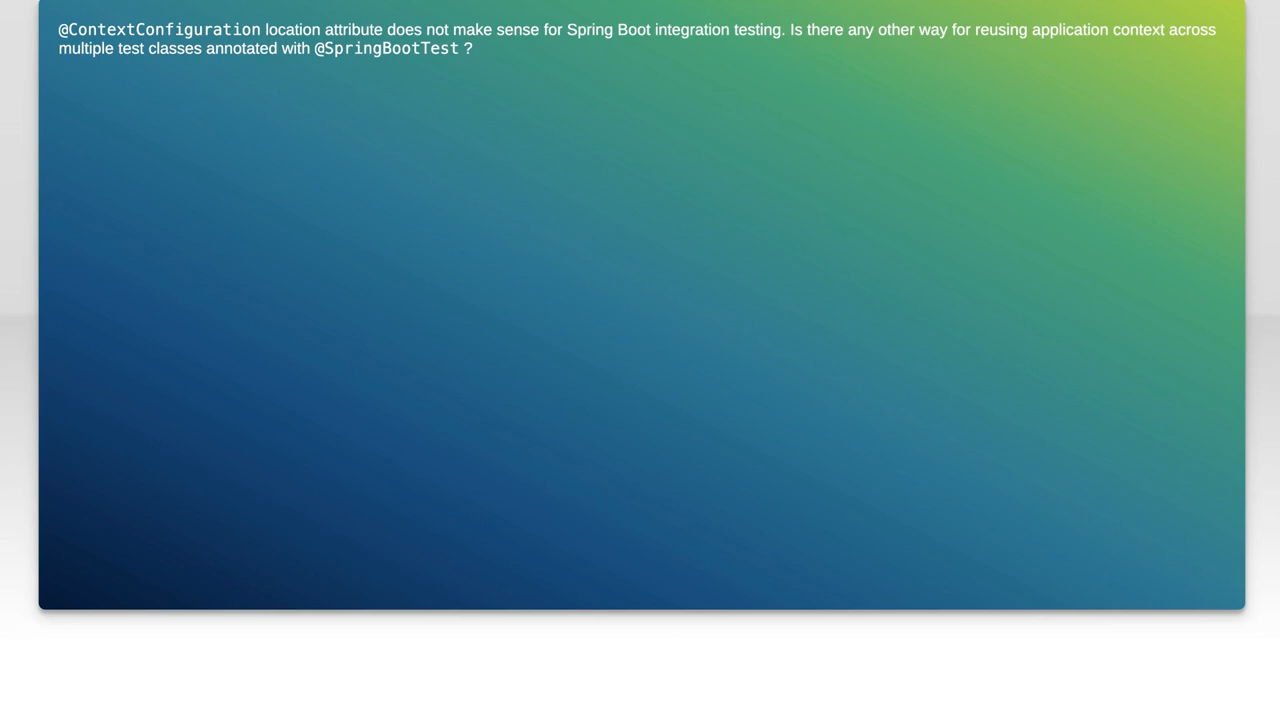 @ContextConfiguration location attribute does not make sense for Spring Boot integration testing. Is there any other way for reusing application context across
multiple test classes annotated with @SpringBootTest ?